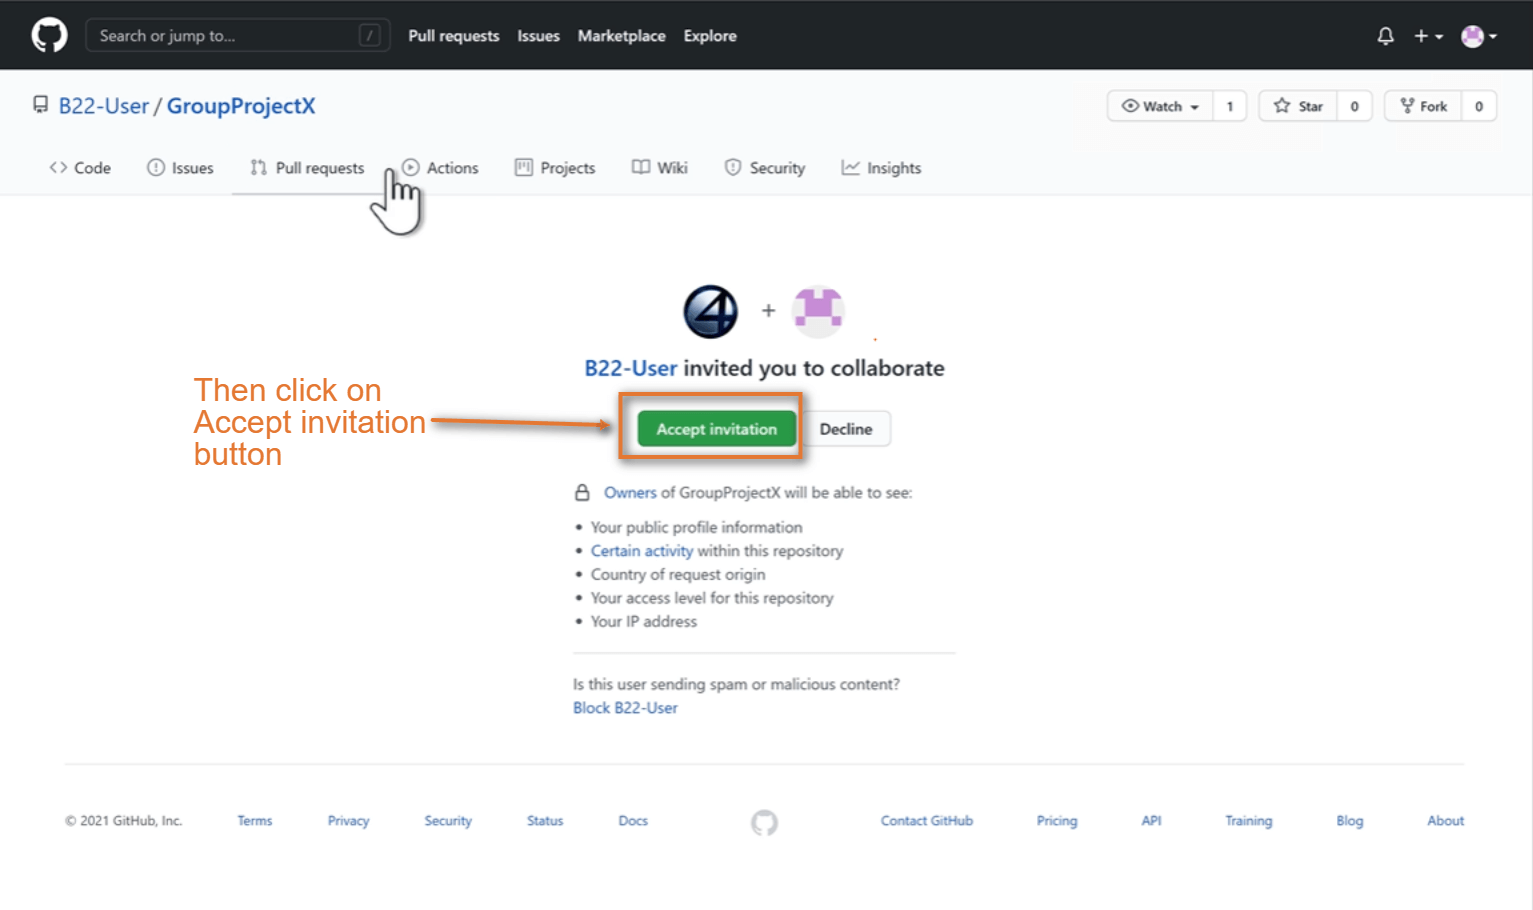 Search or jump to... /
Pull requests Issues Marketplace Explore
B22-User / GroupProjectX
Watch 1 Star 0 Fork 0
Code Issues Pull requests Actions Projects Wiki Security Insights
4 +
B22-User invited you to collaborate
Then click on
Accept invitation
button
Accept invitation Decline
Owners of GroupProjectX will be able to see:
• Your public profile information
• Certain activity within this repository
• Country of request origin
• Your access level for this repository
• Your IP address
Is this user sending spam or malicious content?
Block B22-User
© 2021 GitHub, Inc. Terms Privacy Security Status Docs Contact GitHub Pricing API Training Blog About